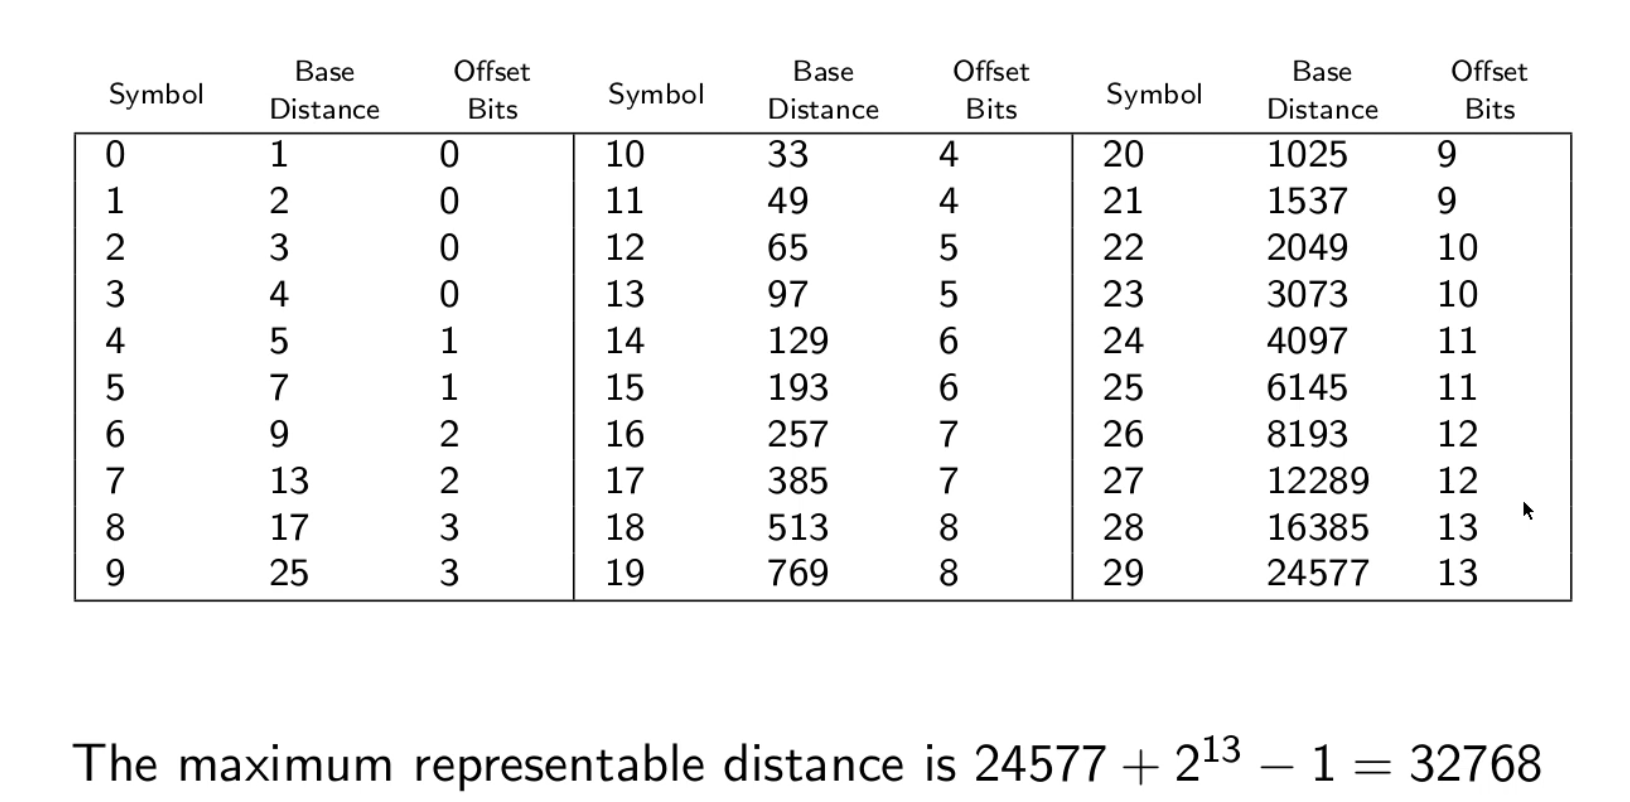 Symbol Base Distance Offset Bits Symbol Base Distance Offset Bits Symbol Base Distance Offset Bits
0 1 0 10 33 4 20 1025 9
1 2 0 11 49 4 21 1537 9
2 3 0 12 65 5 22 2049 10
3 4 0 13 97 5 23 3073 10
4 5 1 14 129 6 24 4097 11
5 7 1 15 193 6 25 6145 11
6 9 2 16 257 7 26 8193 12
7 13 2 17 385 7 27 12289 12
8 17 3 18 513 8 28 16385 13
9 25 3 19 769 8 29 24577 13
The maximum representable distance is 24577 + 2¹³ − 1 = 32768